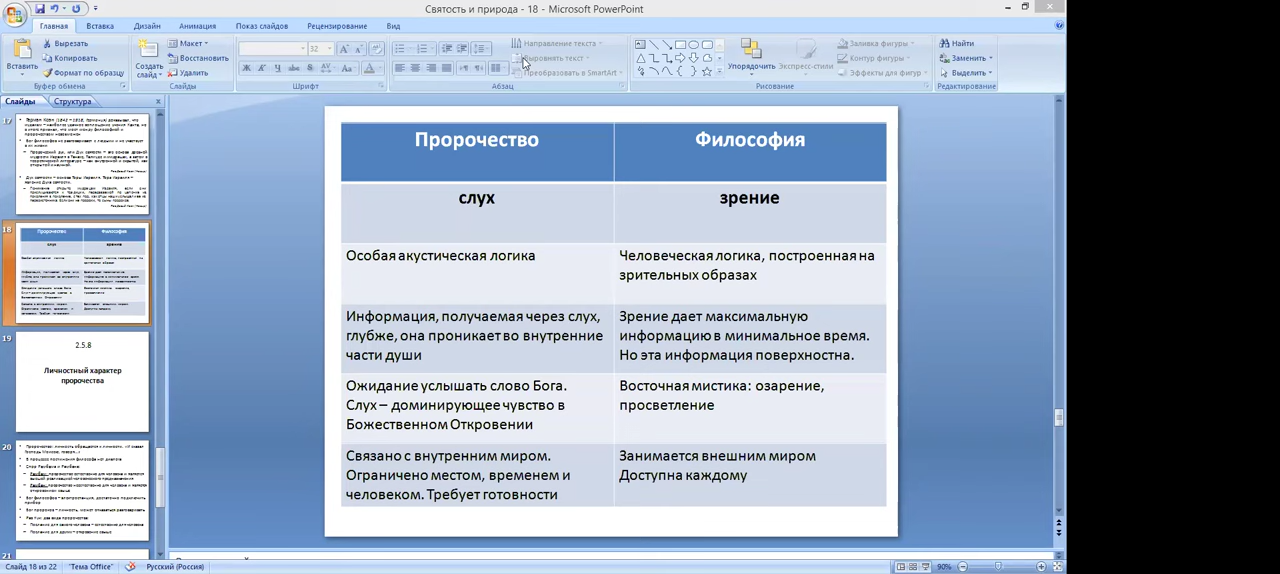 Святость и природа - 18 - Microsoft PowerPoint
Главная Вставка Дизайн Анимация Показ слайдов Рецензирование Вид
Вставить
Вырезать
Копировать
Формат по образцу
Буфер обмена
Создать слайд
Макет
Восстановить
Удалить
Слайды
32
Шрифт
Направление текста
Выровнять текст
Преобразовать в SmartArt
Абзац
Упорядочить
Экспресс-стили
Заливка фигуры
Контур фигуры
Эффекты для фигур
Рисование
Найти
Заменить
Выделить
Редактирование
Слайды Структура
17
18
19
2.5.8
Личностный характер
пророчества
20
21
Пророчество Философия
слух зрение
Особая акустическая логика
Человеческая логика, построенная на
зрительных образах
Информация, получаемая через слух,
глубже, она проникает во внутренние
части души
Зрение дает максимальную
информацию в минимальное время.
Но эта информация поверхностна.
Ожидание услышать слово Бога.
Слух – доминирующее чувство в
Божественном Откровении
Восточная мистика: озарение,
просветление
Связано с внутренним миром.
Ограничено местом, временем и
человеком. Требует готовности
Занимается внешним миром
Доступна каждому
Слайд 18 из 22 "Тема Office" Русский (Россия) 90%